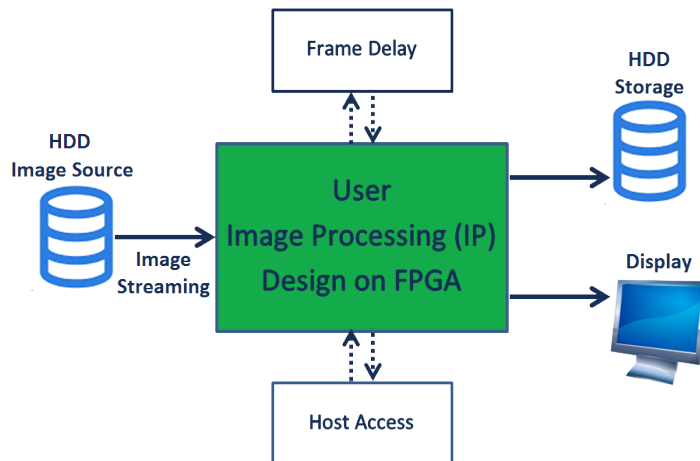 Frame Delay
HDD
Storage
HDD
Image Source
User
Image Processing (IP)
Design on FPGA
Image
Streaming
Display
Host Access